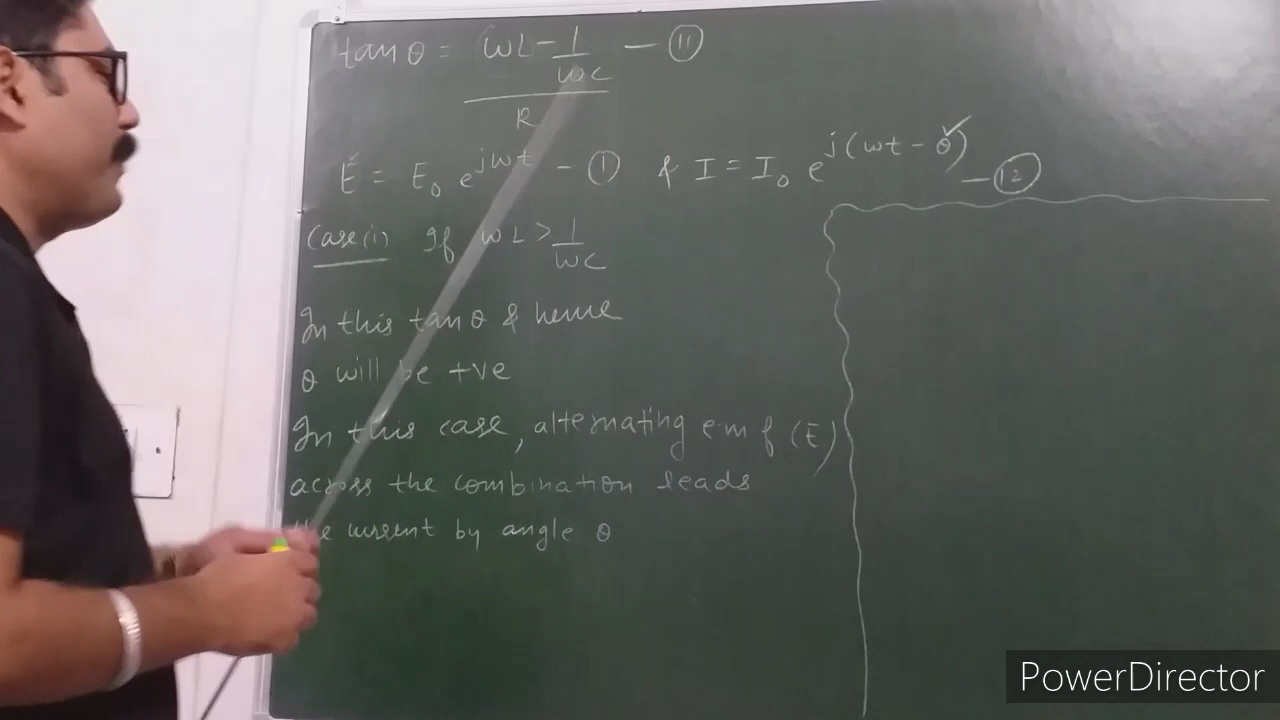 tan θ = ωL - 1/ωC — (11)
R
E = E₀ e^jωt - (1) & I = I₀ e^j(ωt - θ) - (12)
Case(i) If ωL > 1/ωC
In this tan θ & hence
θ will be +ve
In this case, alternating e.m f (E)
across the combination leads
the current by angle θ
PowerDirector